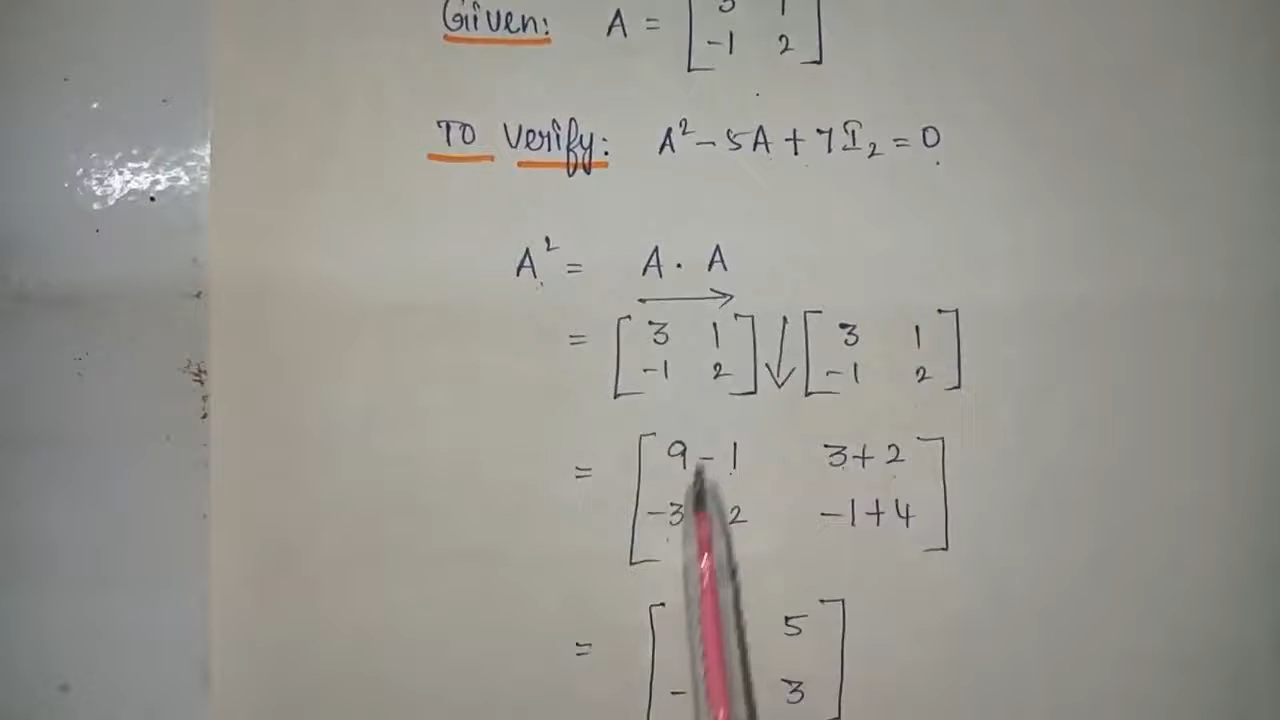 Given: A = [3 1
-1 2]
To verify: A² - 5A + 7I₂ = 0
A² = A . A
= [3 1 [3 1
-1 2] -1 2]
= [9 - 1 3 + 2
-3 2 -1 + 4]
= [ 5
- 3]